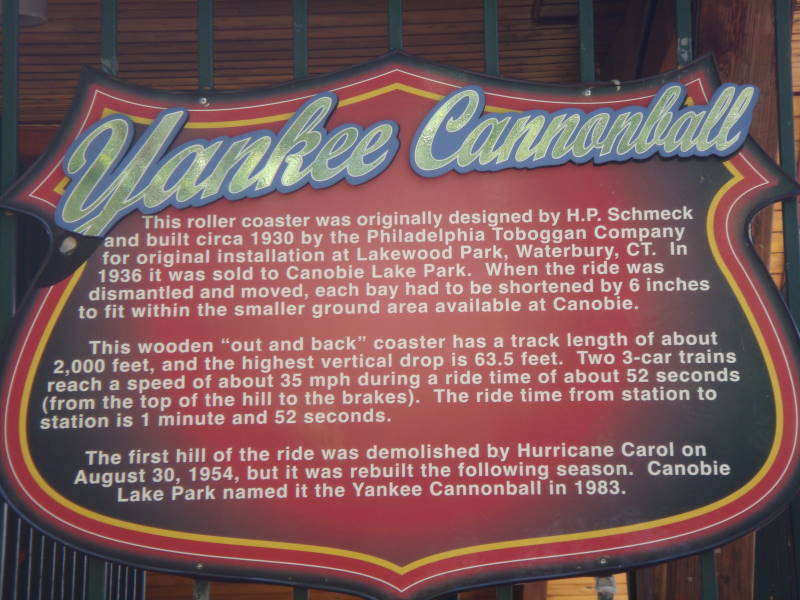 Yankee Cannonball
This roller coaster was originally designed by H.P. Schmeck
and built circa 1930 by the Philadelphia Toboggan Company
for original installation at Lakewood Park, Waterbury, CT. In
1936 it was sold to Canobie Lake Park. When the ride was
dismantled and moved, each bay had to be shortened by 6 inches
to fit within the smaller ground area available at Canobie.
This wooden “out and back” coaster has a track length of about
2,000 feet, and the highest vertical drop is 63.5 feet. Two 3-car trains
reach a speed of about 35 mph during a ride time of about 52 seconds
(from the top of the hill to the brakes). The ride time from station to
station is 1 minute and 52 seconds.
The first hill of the ride was demolished by Hurricane Carol on
August 30, 1954, but it was rebuilt the following season. Canobie
Lake Park named it the Yankee Cannonball in 1983.